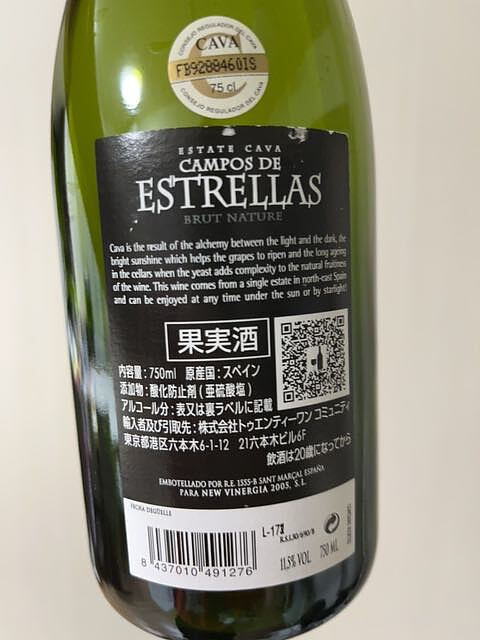 CONSEJO REGULADOR DEL CAVA
CAVA
FB9288460IS
75 cl
CONSEJO REGULADOR DEL CAVA
ESTATE CAVA
CAMPOS DE
ESTRELLAS
BRUT NATURE
Cava is the result of the alchemy between the light and the dark, the
bright sunshine which helps the grapes to ripen and the long ageing
in the cellars when the yeast adds complexity to the natural fruitiness
of the wine. This wine comes from a single estate in north-east Spain
and can be enjoyed at any time under the sun or by starlight!
果実酒
内容量:750ml 原産国:スペイン
添加物:酸化防止剤(亜硫酸塩)
アルコール分:表又は裏ラベルに記載
輸入者及び引取先:株式会社トゥエンティーワン コミュニティ
東京都港区六本木6-1-12 21六本木ビル6F
飲酒は20歳になってから
EMBOTELLADO POR R.E. 1555-B SANT MARÇAL ESPAÑA
PARA NEW VINERGIA 2005, S.L.
FECHA DEGÜELLE
L-173
R.S.I.30/9/90/B
8 437010 491276
11,5% VOL 750 ML